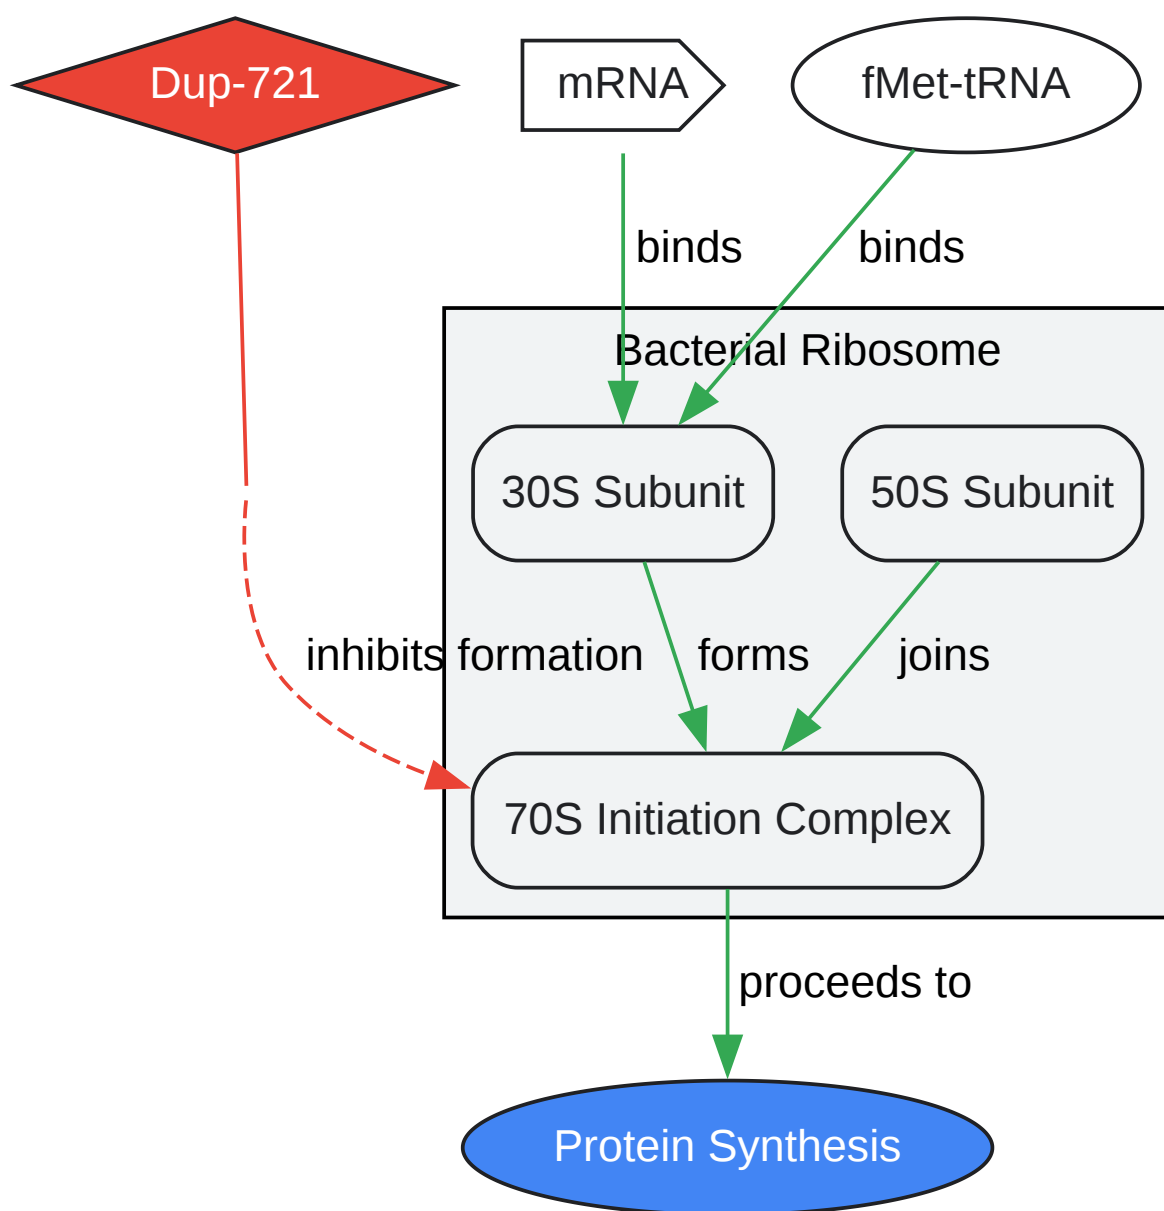 Dup-721
mRNA
fMet-tRNA
binds
binds
Bacterial Ribosome
30S Subunit
50S Subunit
inhibits formation
forms
joins
70S Initiation Complex
proceeds to
Protein Synthesis